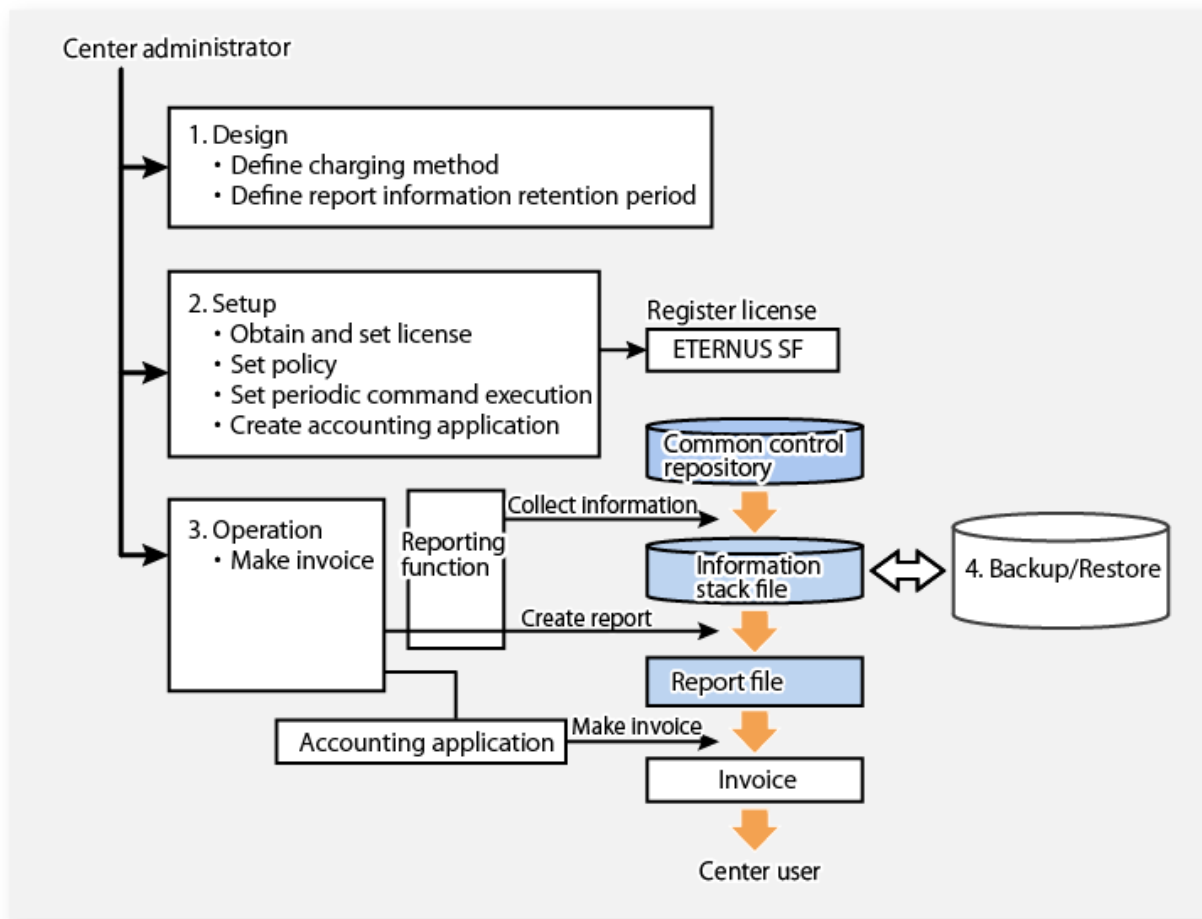 Center administrator
1. Design
・Define charging method
・Define report information retention period
2. Setup
・Obtain and set license
・Set policy
・Set periodic command execution
・Create accounting application
Register license
ETERNUS SF
Common control
repository
3. Operation
・Make invoice
Reporting
function
Collect information
Information
stack file
4. Backup/Restore
Create report
Report file
Accounting application
Make invoice
Invoice
Center user